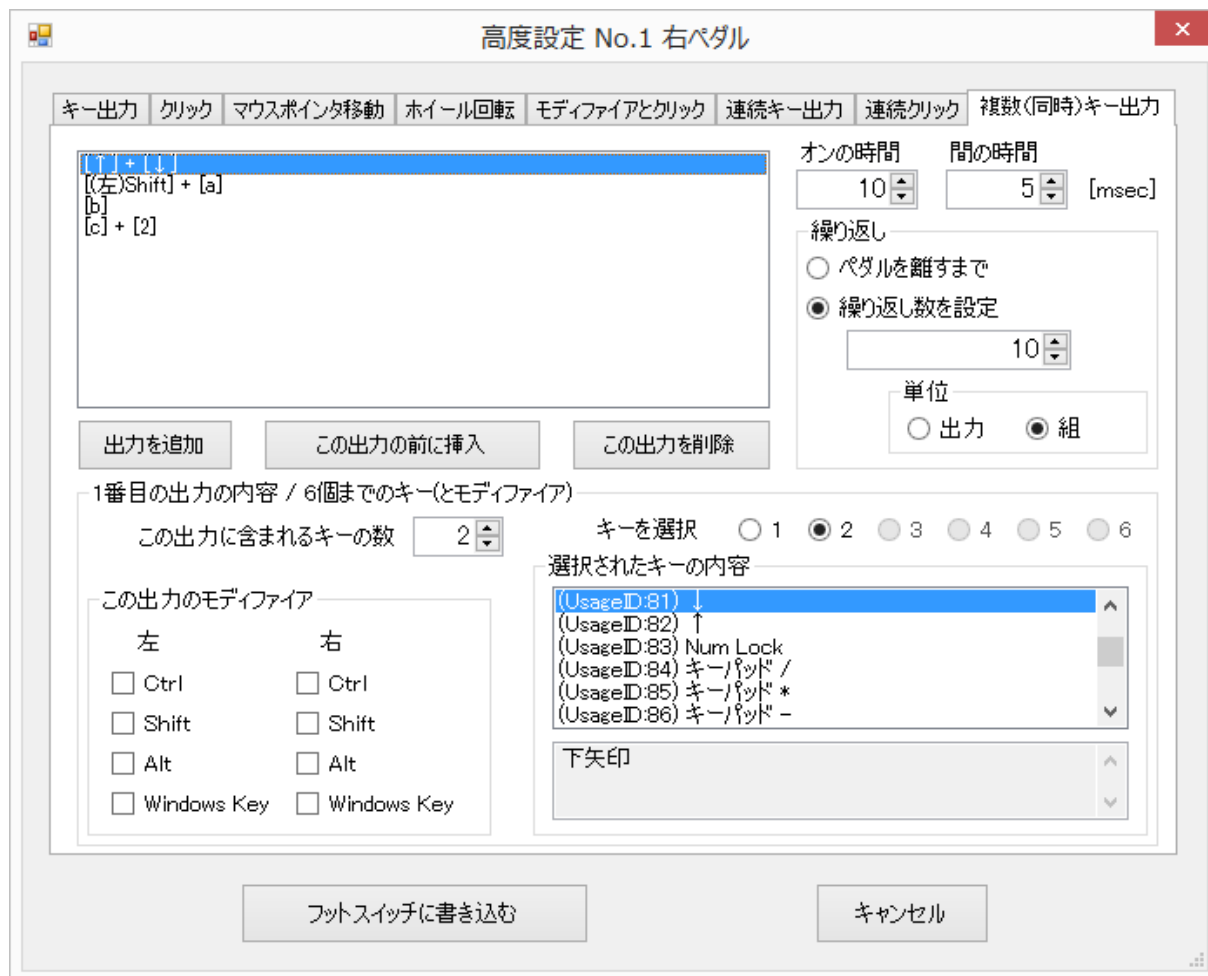 高度設定 No.1 右ペダル
キー出力 クリック マウスポインタ移動 ホイール回転 モディファイアとクリック 連続キー出力 連続クリック 複数(同時)キー出力
[↑] + [↓]
[(左)Shift] + [a]
[b]
[c] + [2]
オンの時間 間の時間
10 5 [msec]
繰り返し
ペダルを離すまで
繰り返し数を設定
10
単位
出力 組
出力を追加 この出力の前に挿入 この出力を削除
1番目の出力の内容 / 6個までのキー(とモディファイア)
この出力に含まれるキーの数 2
キーを選択 1 2 3 4 5 6
この出力のモディファイア
左 右
Ctrl Ctrl
Shift Shift
Alt Alt
Windows Key Windows Key
選択されたキーの内容
(UsageID:81) ↓
(UsageID:82) ↑
(UsageID:83) Num Lock
(UsageID:84) キーパッド /
(UsageID:85) キーパッド *
(UsageID:86) キーパッド -
下矢印
フットスイッチに書き込む キャンセル